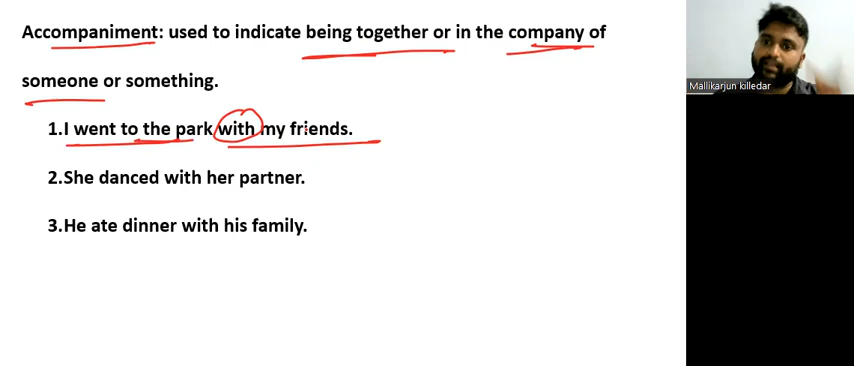 Accompaniment: used to indicate being together or in the company of
someone or something.
1.I went to the park with my friends.
2.She danced with her partner.
3.He ate dinner with his family.
Mallikarjun killedar